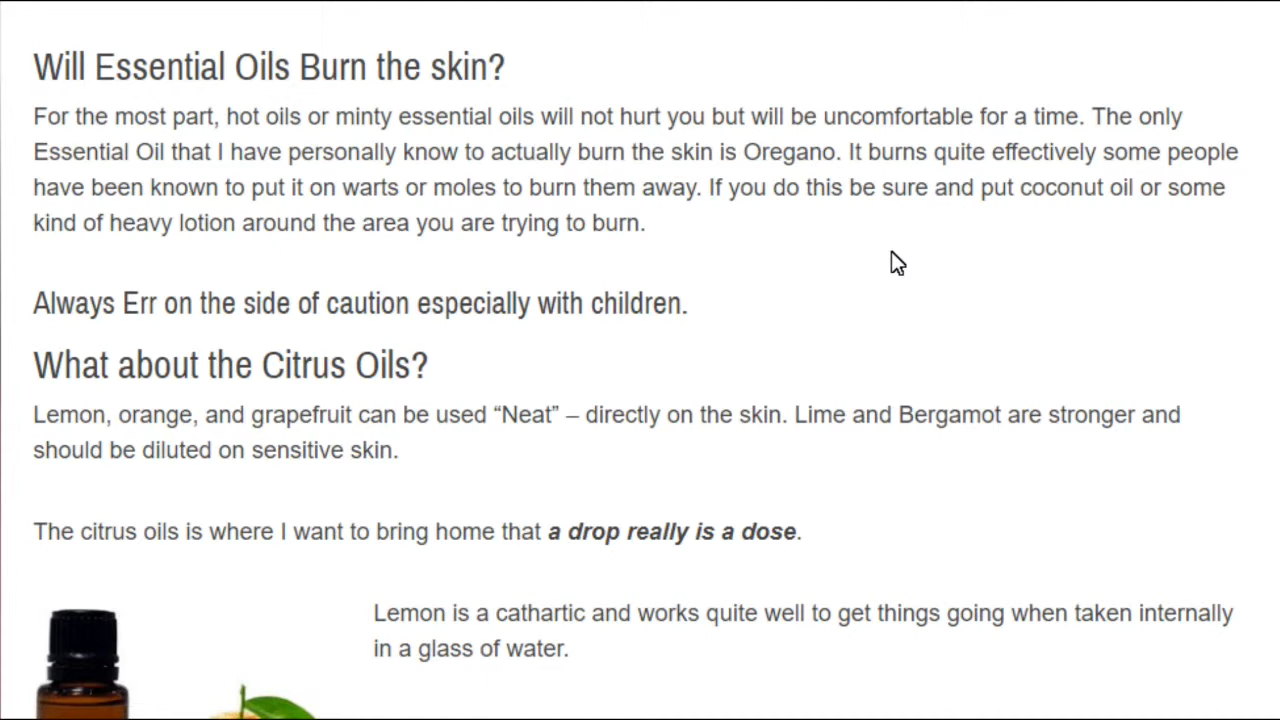 Will Essential Oils Burn the skin?
For the most part, hot oils or minty essential oils will not hurt you but will be uncomfortable for a time. The only
Essential Oil that I have personally know to actually burn the skin is Oregano. It burns quite effectively some people
have been known to put it on warts or moles to burn them away. If you do this be sure and put coconut oil or some
kind of heavy lotion around the area you are trying to burn.
Always Err on the side of caution especially with children.
What about the Citrus Oils?
Lemon, orange, and grapefruit can be used “Neat” – directly on the skin. Lime and Bergamot are stronger and
should be diluted on sensitive skin.
The citrus oils is where I want to bring home that a drop really is a dose.
Lemon is a cathartic and works quite well to get things going when taken internally
in a glass of water.